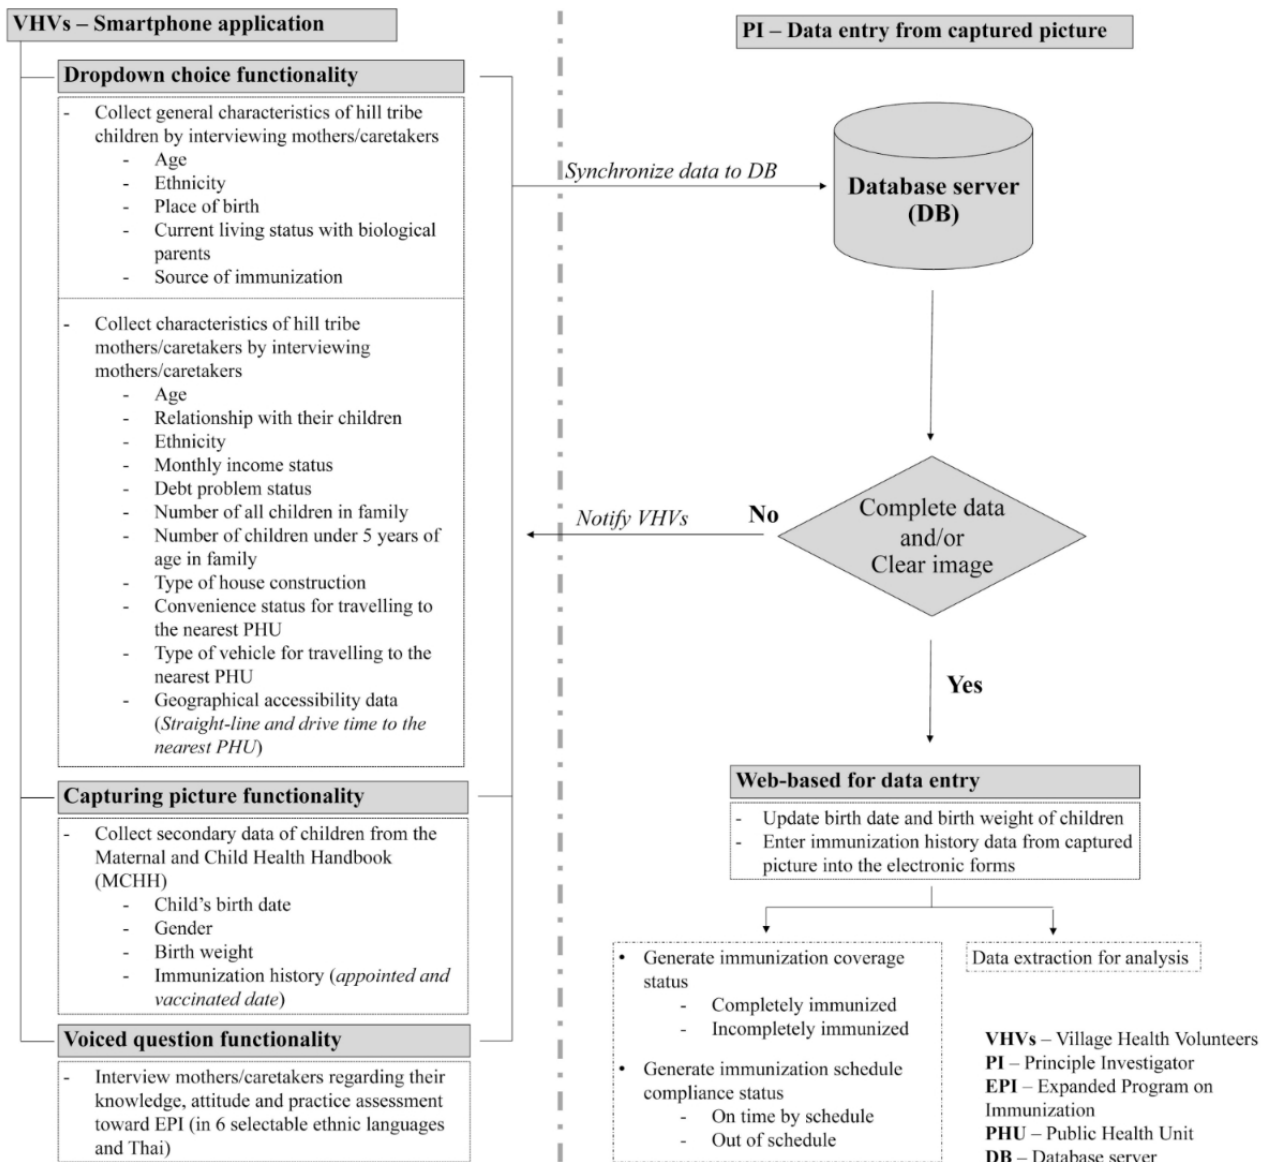 VHVs – Smartphone application
Dropdown choice functionality
- Collect general characteristics of hill tribe
children by interviewing mothers/caretakers
- Age
- Ethnicity
- Place of birth
- Current living status with biological
parents
- Source of immunization
- Collect characteristics of hill tribe
mothers/caretakers by interviewing
mothers/caretakers
- Age
- Relationship with their children
- Ethnicity
- Monthly income status
- Debt problem status
- Number of all children in family
- Number of children under 5 years of
age in family
- Type of house construction
- Convenience status for travelling to
the nearest PHU
- Type of vehicle for travelling to the
nearest PHU
- Geographical accessibility data
(Straight-line and drive time to the
nearest PHU)
Capturing picture functionality
- Collect secondary data of children from the
Maternal and Child Health Handbook
(MCHH)
- Child's birth date
- Gender
- Birth weight
- Immunization history (appointed and
vaccinated date)
Voiced question functionality
- Interview mothers/caretakers regarding their
knowledge, attitude and practice assessment
toward EPI (in 6 selectable ethnic languages
and Thai)
Synchronize data to DB
Notify VHVs
PI – Data entry from captured picture
Database server
(DB)
Complete data
and/or
Clear image
No
Yes
Web-based for data entry
- Update birth date and birth weight of children
- Enter immunization history data from captured
picture into the electronic forms
• Generate immunization coverage
status
- Completely immunized
- Incompletely immunized
• Generate immunization schedule
compliance status
- On time by schedule
- Out of schedule
Data extraction for analysis
VHVs – Village Health Volunteers
PI – Principle Investigator
EPI – Expanded Program on
Immunization
PHU – Public Health Unit
DB – Database server